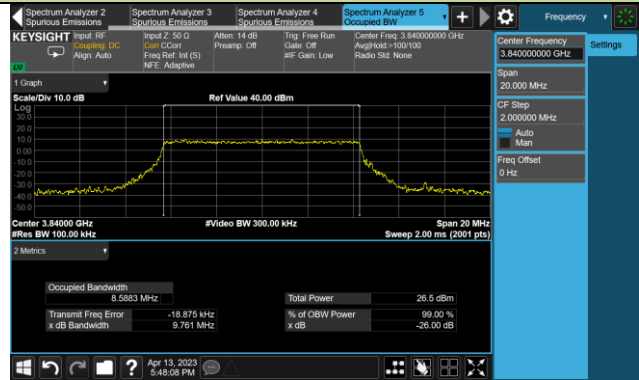 Spectrum Analyzer 2
Spurious Emissions
Spectrum Analyzer 3
Spurious Emissions
Spectrum Analyzer 4
Spurious Emissions
Spectrum Analyzer 5
Occupied BW
+
Frequency
KEYSIGHT
Input: RF
Coupling: DC
Align: Auto
Input Z: 50 Ω
Corr CCorr
Freq Ref: Int (S)
NFE: Adaptive
Atten: 14 dB
Preamp: Off
Trig: Free Run
Gate: Off
#IF Gain: Low
Center Freq: 3.840000000 GHz
Avg|Hold:>100/100
Radio Std: None
Center Frequency
3.840000000 GHz
Settings
Span
20.000 MHz
CF Step
2.000000 MHz
Auto
Man
Freq Offset
0 Hz
1 Graph
Scale/Div 10.0 dB
Ref Value 40.00 dBm
Log
30.0
20.0
10.0
0.00
-10.0
-20.0
-30.0
-40.0
-50.0
Center 3.84000 GHz
#Video BW 300.00 kHz
Span 20 MHz
#Res BW 100.00 kHz
Sweep 2.00 ms (2001 pts)
2 Metrics
Occupied Bandwidth
8.5883 MHz
Total Power
26.5 dBm
Transmit Freq Error
-18.875 kHz
% of OBW Power
99.00 %
x dB Bandwidth
9.761 MHz
x dB
-26.00 dB
?
Apr 13, 2023
5:48:08 PM